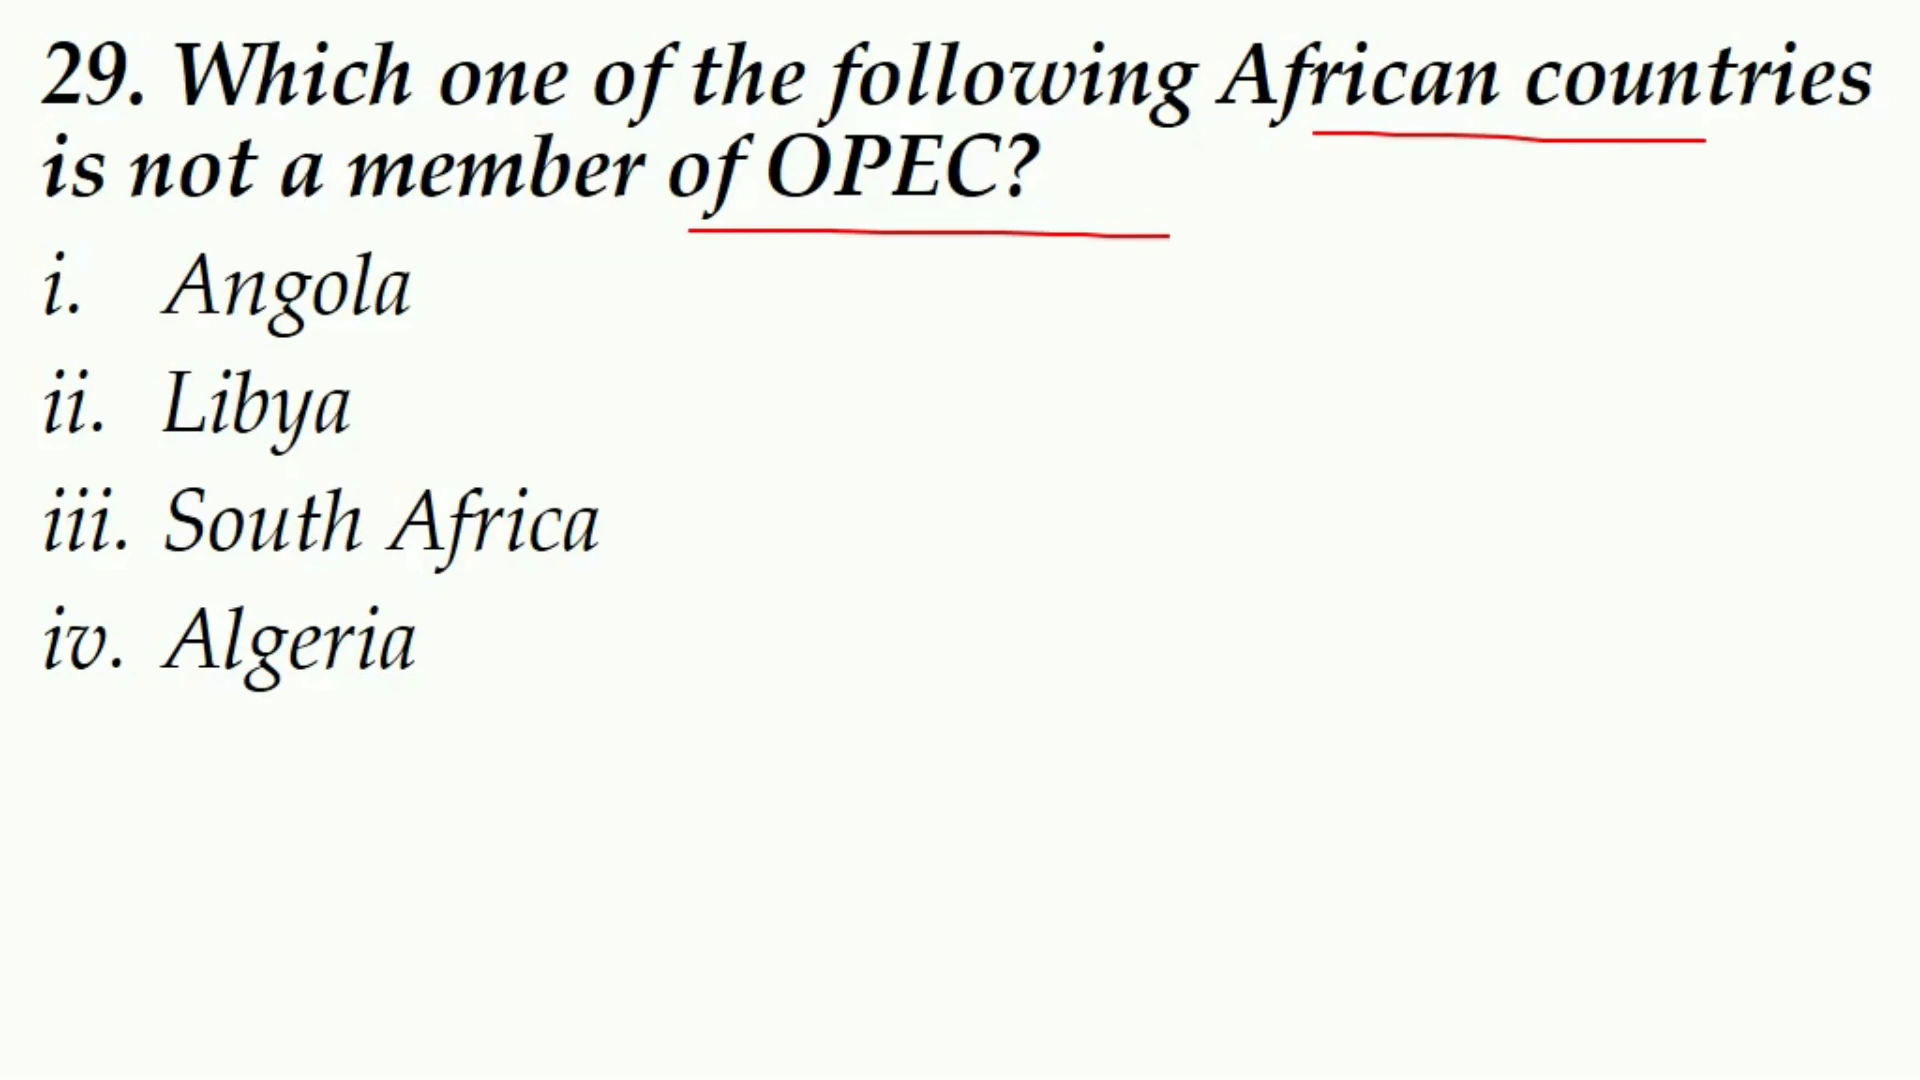 29. Which one of the following African countries
is not a member of OPEC?
i. Angola
ii. Libya
iii. South Africa
iv. Algeria